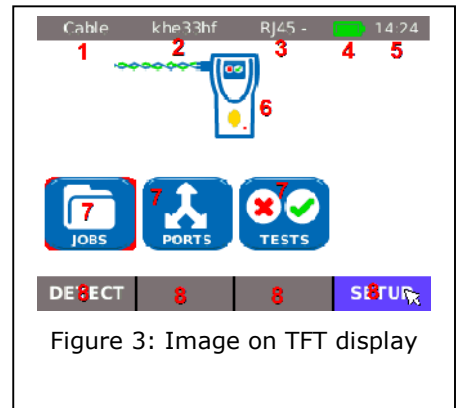 Cable khe33hf RJ45 - 14:24
1 2 3 4 5
6
7 7 7
JOBS PORTS TESTS
DETECT SETUP
8 8 8 8
Figure 3: Image on TFT display